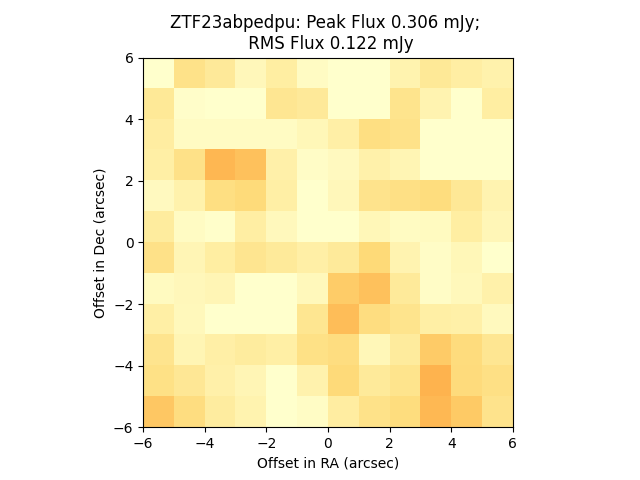 ZTF23abpedpu: Peak Flux 0.306 mJy;
RMS Flux 0.122 mJy
6
4
2
0
−2
−4
−6
Offset in Dec (arcsec)
−6 −4 −2 0 2 4 6
Offset in RA (arcsec)